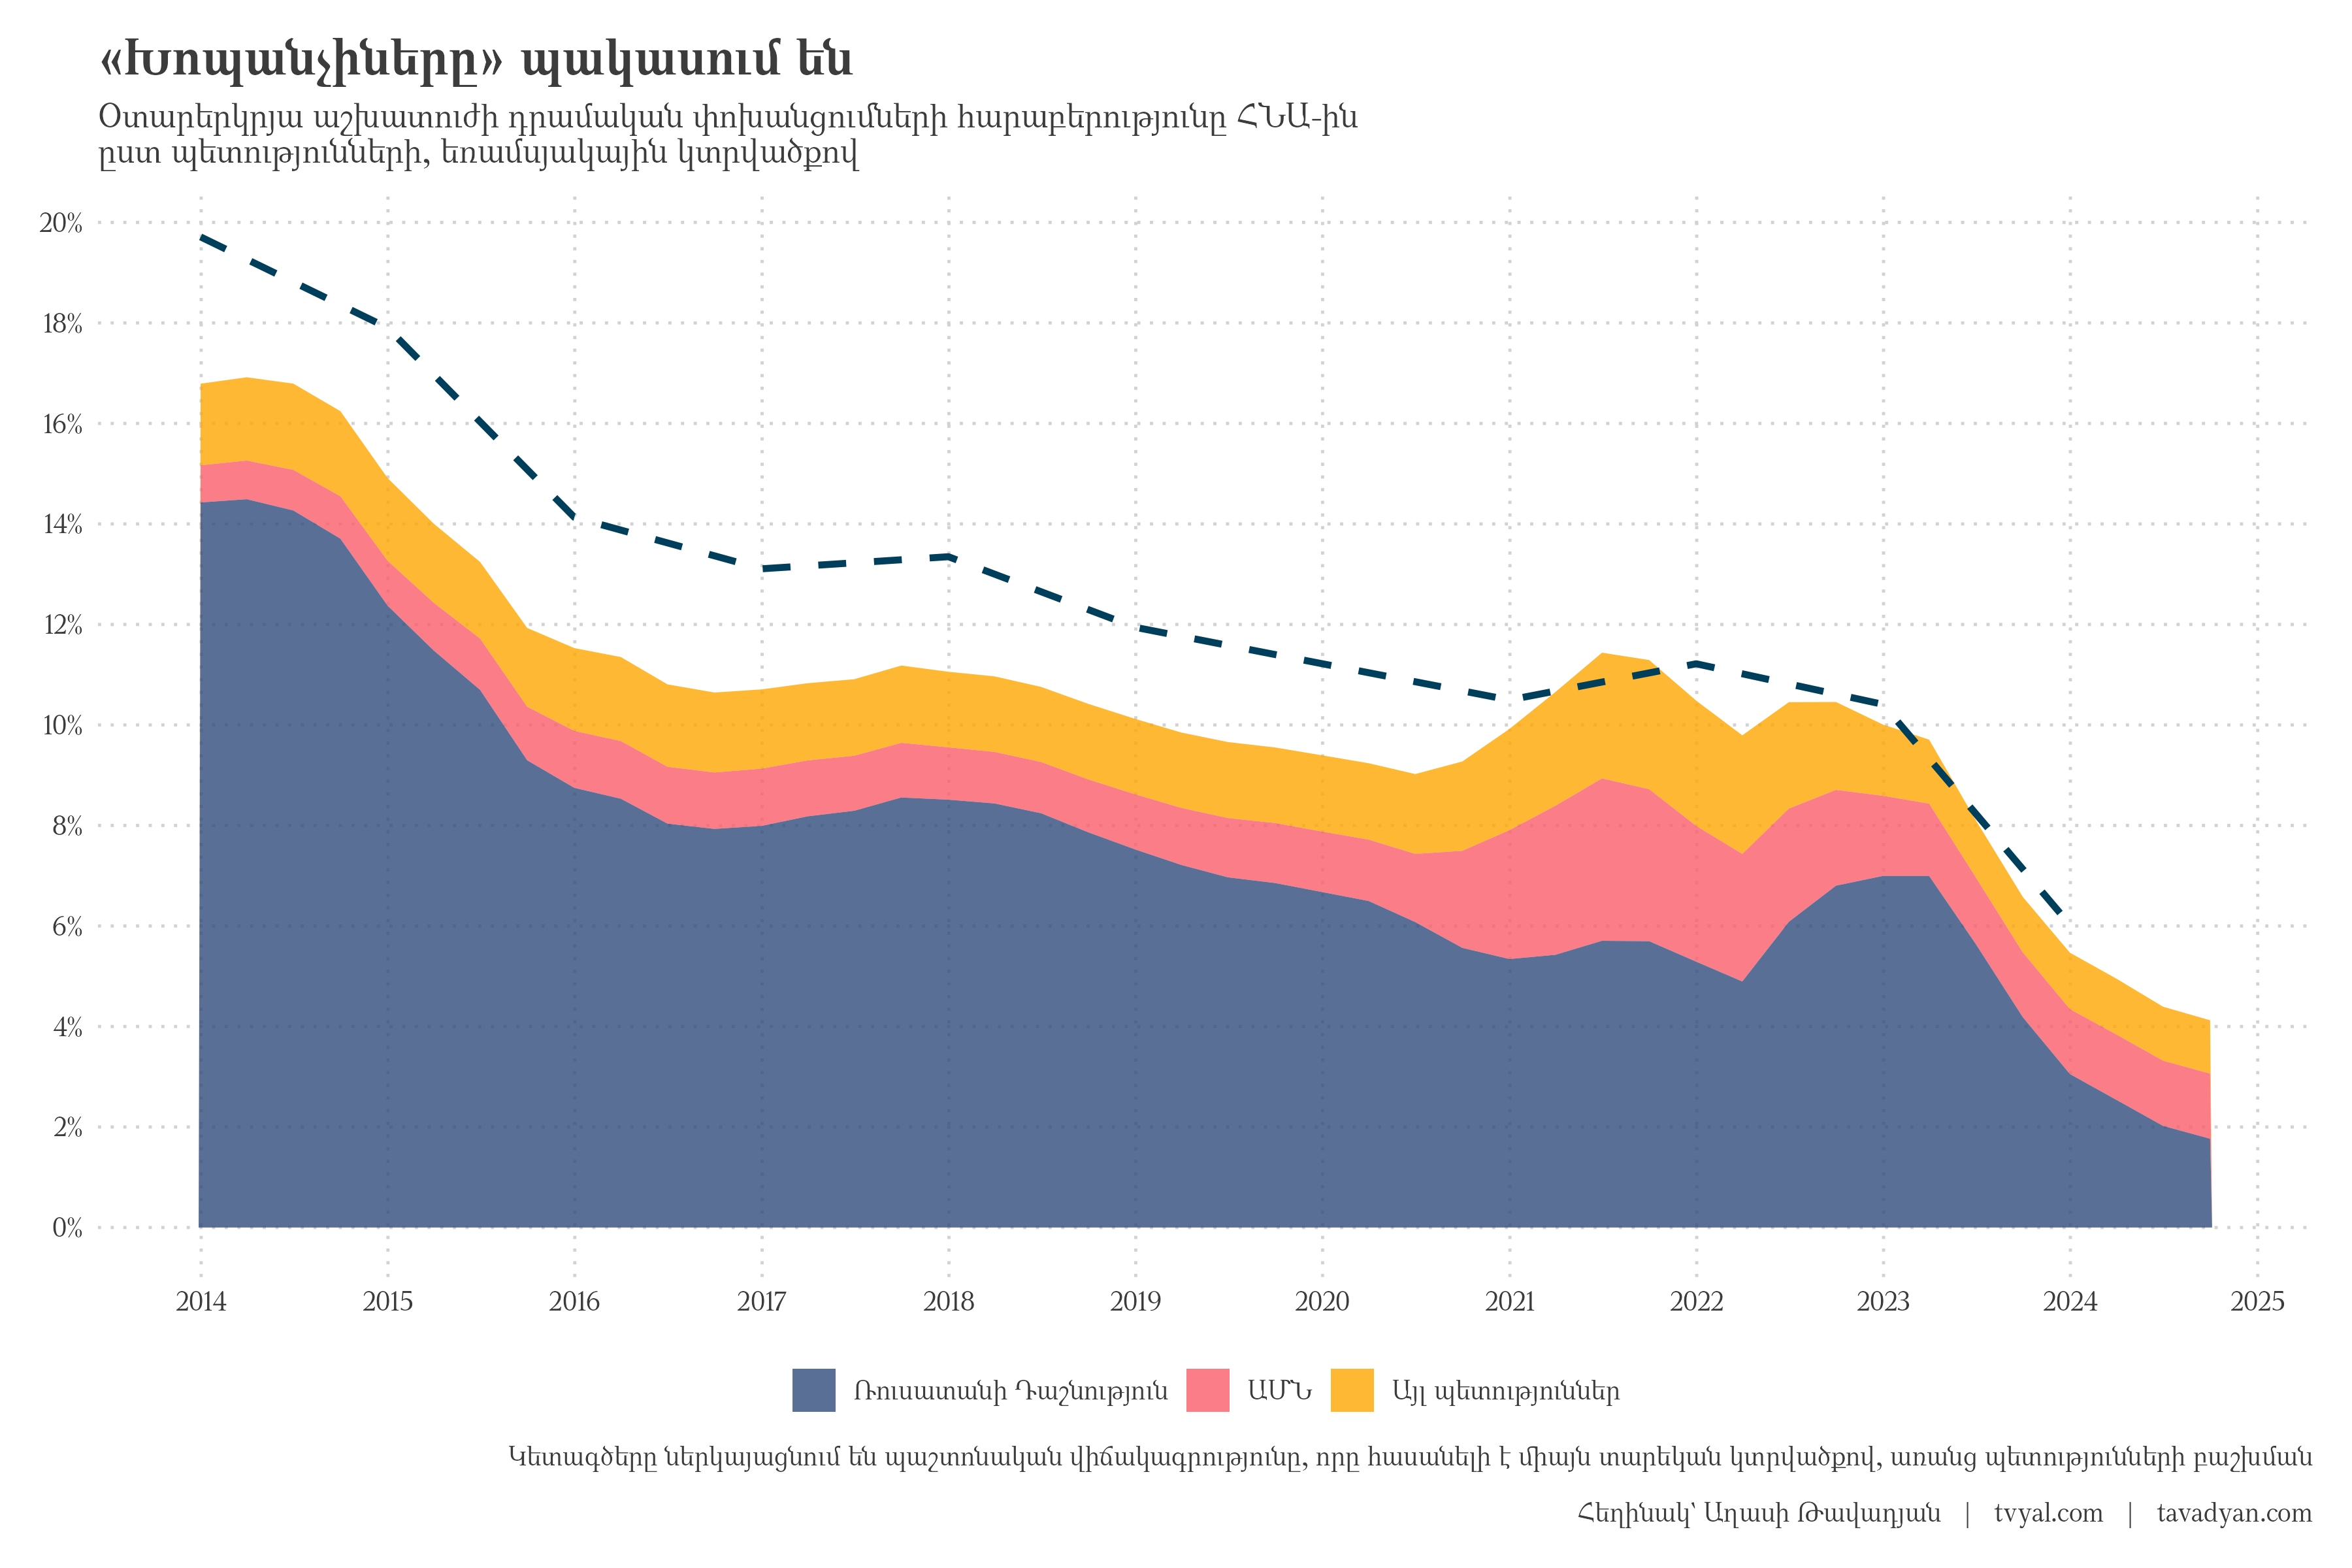 «Խոպանչիները» պակասում են
Օտարերկրյա աշխատուժի դրամական փոխանցումների հարաբերությունը ՀՆԱ-ին
ըստ պետությունների, եռամսյակային կտրվածքով
20%
18%
16%
14%
12%
10%
8%
6%
4%
2%
0%
2014 2015 2016 2017 2018 2019 2020 2021 2022 2023 2024 2025
Ռուսատանի Դաշնություն ԱՄՆ Այլ պետություններ
Կետագծերը ներկայացնում են պաշտոնական վիճակագրությունը, որը հասանելի է միայն տարեկան կտրվածքով, առանց պետությունների բաշխման
Հեղինակ՝ Աղասի Թավադյան | tvyal.com | tavadyan.com